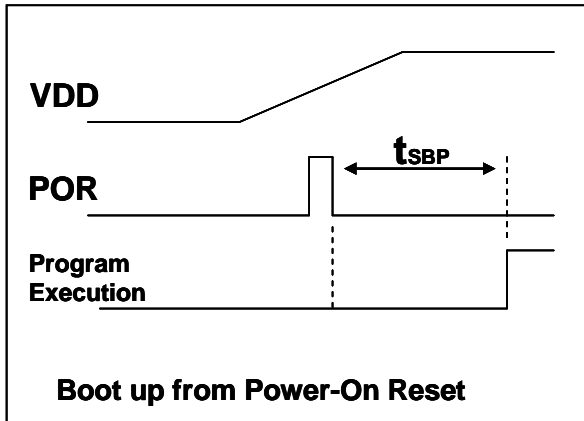 VDD
tSBP
POR
Program
Execution
Boot up from Power-On Reset